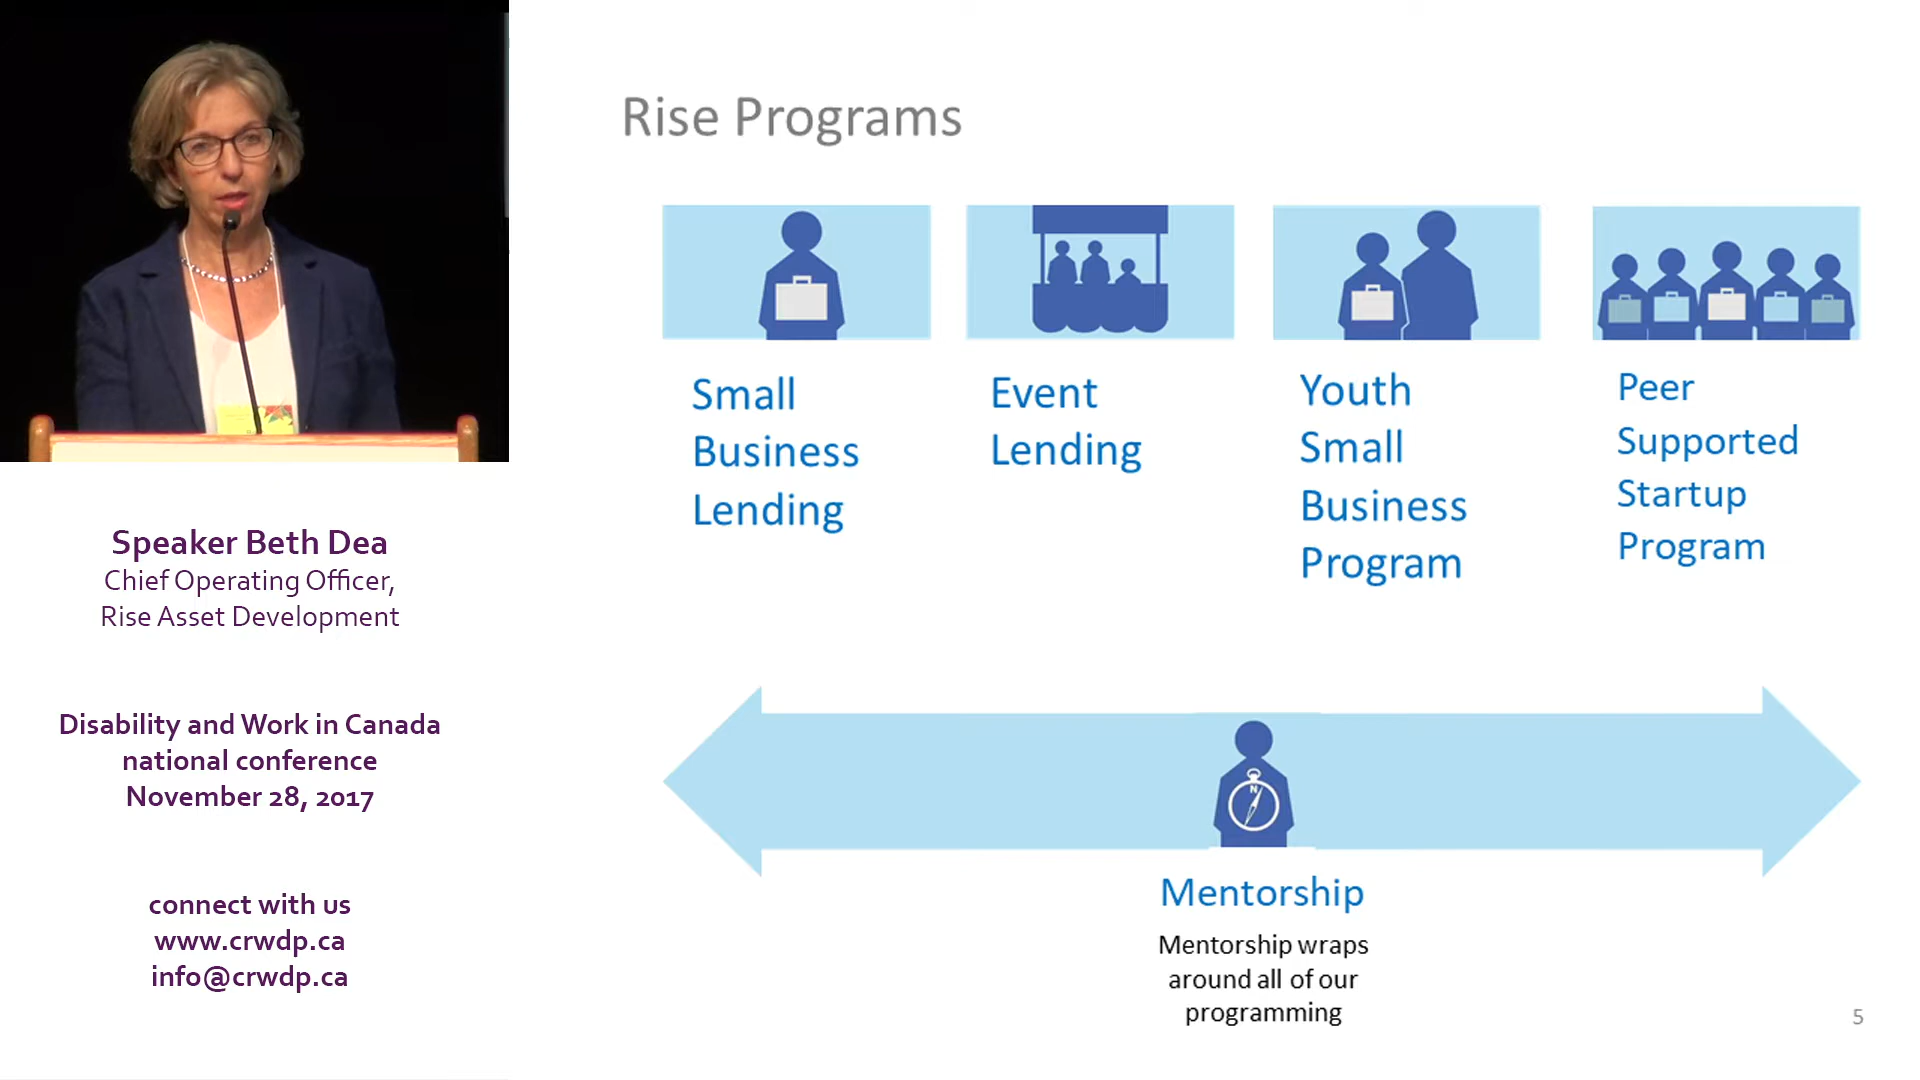 Speaker Beth Dea
Chief Operating Officer,
Rise Asset Development
Disability and Work in Canada
national conference
November 28, 2017
connect with us
www.crwdp.ca
info@crwdp.ca
Rise Programs
Small
Business
Lending
Event
Lending
Youth
Small
Business
Program
Peer
Supported
Startup
Program
N
Mentorship
Mentorship wraps
around all of our
programming
5